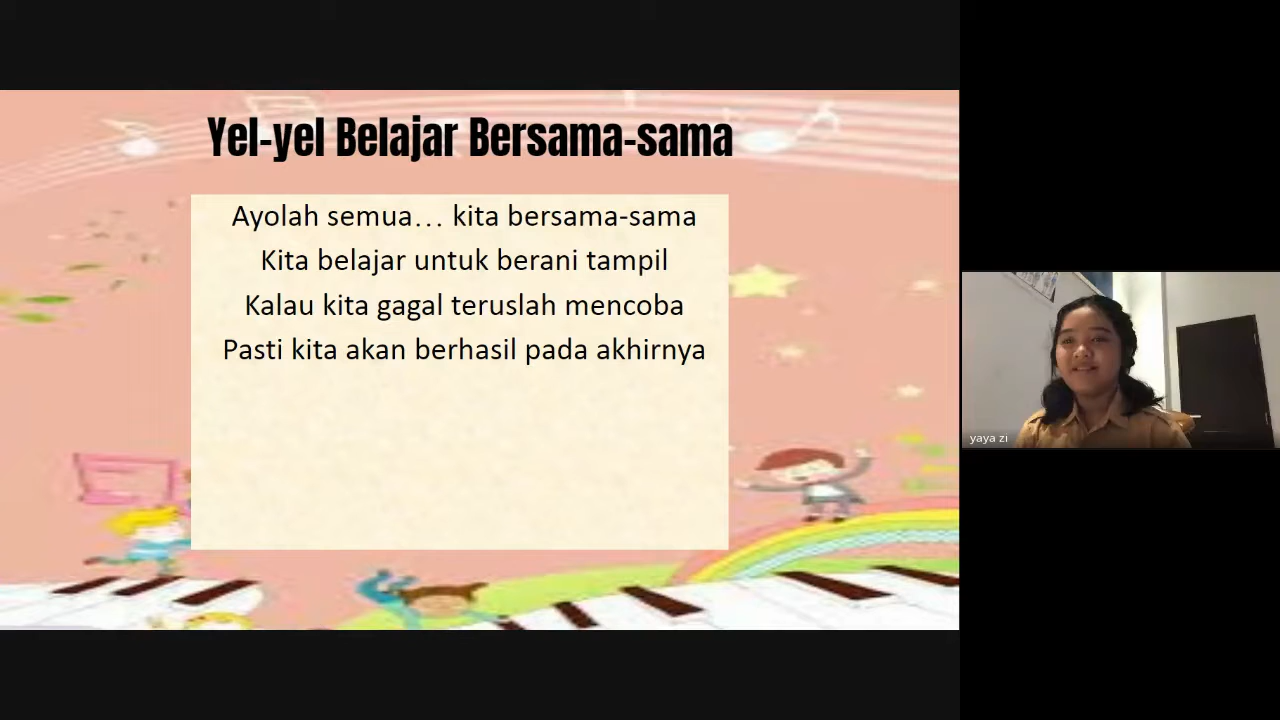 Yel-yel Belajar Bersama-sama
Ayolah semua... kita bersama-sama
Kita belajar untuk berani tampil
Kalau kita gagal teruslah mencoba
Pasti kita akan berhasil pada akhirnya
yaya zi